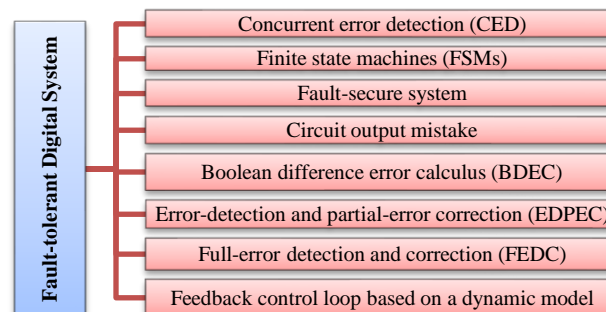 Fault-tolerant Digital System
Concurrent error detection (CED)
Finite state machines (FSMs)
Fault-secure system
Circuit output mistake
Boolean difference error calculus (BDEC)
Error-detection and partial-error correction (EDPEC)
Full-error detection and correction (FEDC)
Feedback control loop based on a dynamic model